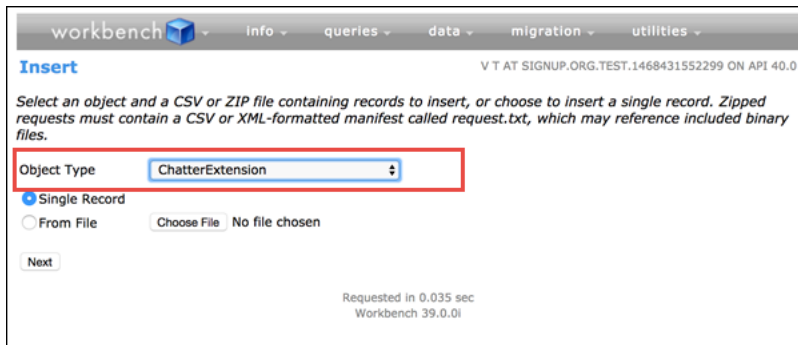 workbench info queries data migration utilities
Insert V T AT SIGNUP.ORG.TEST.1468431552299 ON API 40.0
Select an object and a CSV or ZIP file containing records to insert, or choose to insert a single record. Zipped
requests must contain a CSV or XML-formatted manifest called request.txt, which may reference included binary
files.
Object Type ChatterExtension
Single Record
From File Choose File No file chosen
Next
Requested in 0.035 sec
Workbench 39.0.0i